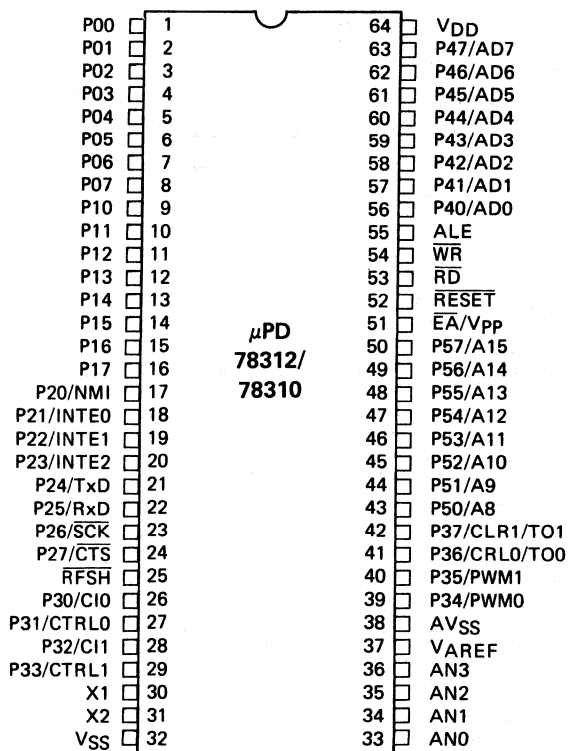 P00 1 64 VDD
P01 2 63 P47/AD7
P02 3 62 P46/AD6
P03 4 61 P45/AD5
P04 5 60 P44/AD4
P05 6 59 P43/AD3
P06 7 58 P42/AD2
P07 8 57 P41/AD1
P10 9 56 P40/AD0
P11 10 55 ALE
P12 11 54 W̅R̅
P13 12 53 R̅D̅
P14 13 52 R̅E̅S̅E̅T̅
P15 14 51 E̅A̅/VPP
μPD
P16 15 50 P57/A15
78312/
P17 16 49 P56/A14
78310
P20/NMI 17 48 P55/A13
P21/INTE0 18 47 P54/A12
P22/INTE1 19 46 P53/A11
P23/INTE2 20 45 P52/A10
P24/TxD 21 44 P51/A9
P25/RxD 22 43 P50/A8
P26/S̅C̅K̅ 23 42 P37/CLR1/TO1
P27/C̅T̅S̅ 24 41 P36/CRL0/TO0
R̅F̅S̅H̅ 25 40 P35/PWM1
P30/CI0 26 39 P34/PWM0
P31/CTRL0 27 38 AVSS
P32/CI1 28 37 VAREF
P33/CTRL1 29 36 AN3
X1 30 35 AN2
X2 31 34 AN1
VSS 32 33 AN0